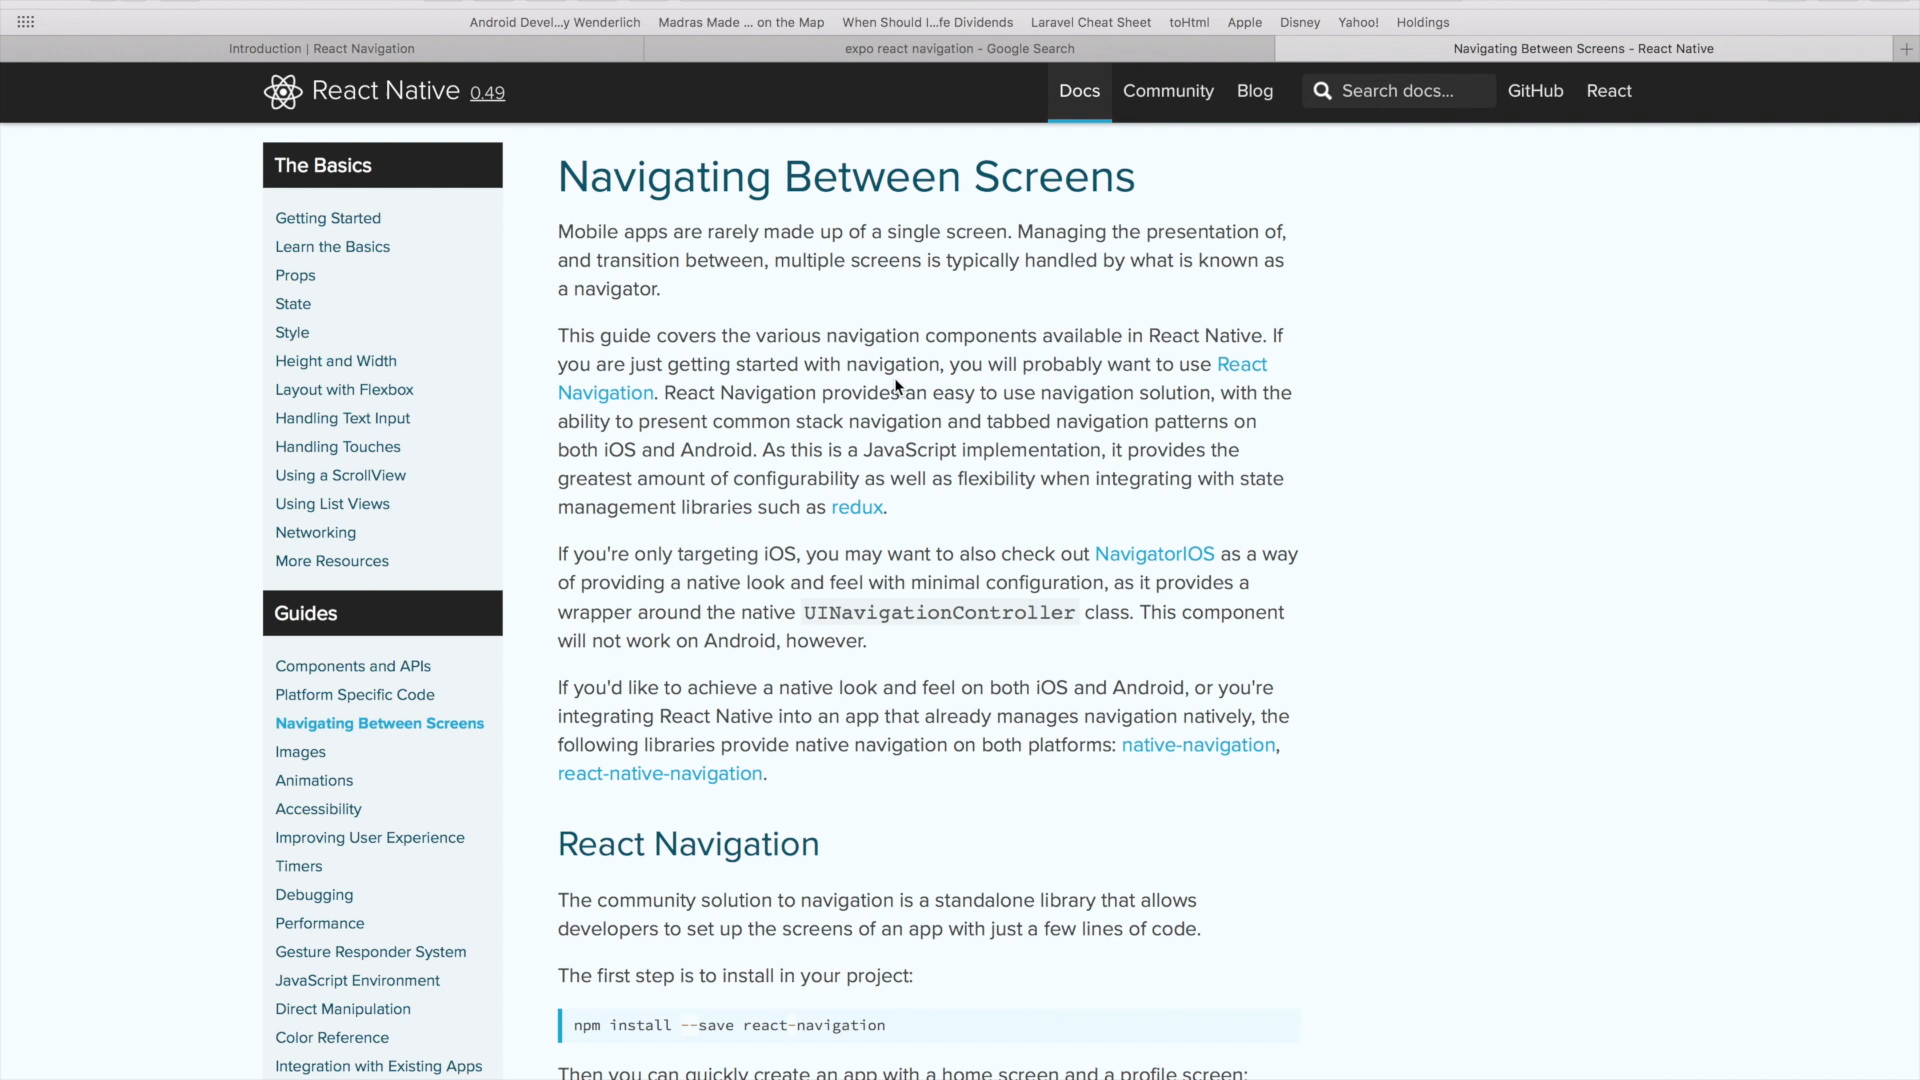 Android Devel...y Wenderlich Madras Made ... on the Map When Should I...fe Dividends Laravel Cheat Sheet toHtml Apple Disney Yahoo! Holdings
Introduction | React Navigation expo react navigation - Google Search Navigating Between Screens - React Native
React Native 0.49 Docs Community Blog Search docs... GitHub React
The Basics
Getting Started
Learn the Basics
Props
State
Style
Height and Width
Layout with Flexbox
Handling Text Input
Handling Touches
Using a ScrollView
Using List Views
Networking
More Resources
Guides
Components and APIs
Platform Specific Code
Navigating Between Screens
Images
Animations
Accessibility
Improving User Experience
Timers
Debugging
Performance
Gesture Responder System
JavaScript Environment
Direct Manipulation
Color Reference
Integration with Existing Apps
Navigating Between Screens
Mobile apps are rarely made up of a single screen. Managing the presentation of,
and transition between, multiple screens is typically handled by what is known as
a navigator.
This guide covers the various navigation components available in React Native. If
you are just getting started with navigation, you will probably want to use React
Navigation. React Navigation provides an easy to use navigation solution, with the
ability to present common stack navigation and tabbed navigation patterns on
both iOS and Android. As this is a JavaScript implementation, it provides the
greatest amount of configurability as well as flexibility when integrating with state
management libraries such as redux.
If you're only targeting iOS, you may want to also check out NavigatorIOS as a way
of providing a native look and feel with minimal configuration, as it provides a
wrapper around the native UINavigationController class. This component
will not work on Android, however.
If you'd like to achieve a native look and feel on both iOS and Android, or you're
integrating React Native into an app that already manages navigation natively, the
following libraries provide native navigation on both platforms: native-navigation,
react-native-navigation.
React Navigation
The community solution to navigation is a standalone library that allows
developers to set up the screens of an app with just a few lines of code.
The first step is to install in your project:
npm install --save react-navigation
Then you can quickly create an app with a home screen and a profile screen: